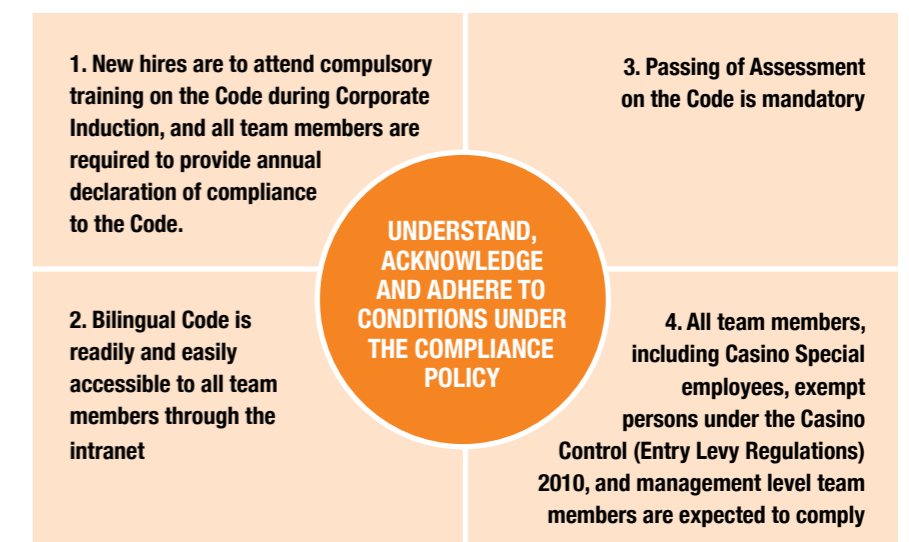 1. New hires are to attend compulsory
training on the Code during Corporate
Induction, and all team members are
required to provide annual
declaration of compliance
to the Code.
2. Bilingual Code is
readily and easily
accessible to all team
members through the
intranet
UNDERSTAND,
ACKNOWLEDGE
AND ADHERE TO
CONDITIONS UNDER
THE COMPLIANCE
POLICY
3. Passing of Assessment
on the Code is mandatory
4. All team members,
including Casino Special
employees, exempt
persons under the Casino
Control (Entry Levy Regulations)
2010, and management level team
members are expected to comply